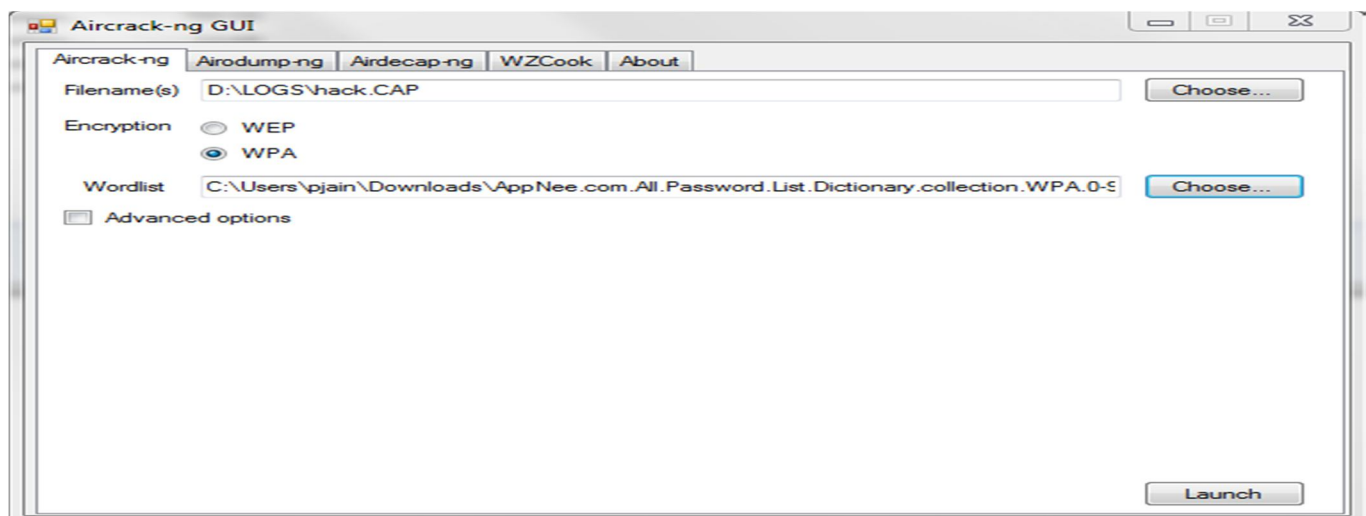 Aircrack-ng GUI
Aircrack-ng Airodump-ng Airdecap-ng WZCook About
Filename(s) D:\LOGS\hack.CAP Choose...
Encryption WEP
WPA
Wordlist C:\Users\pjain\Downloads\AppNee.com.All.Password.List.Dictionary.collection.WPA.0-9 Choose...
Advanced options
Launch